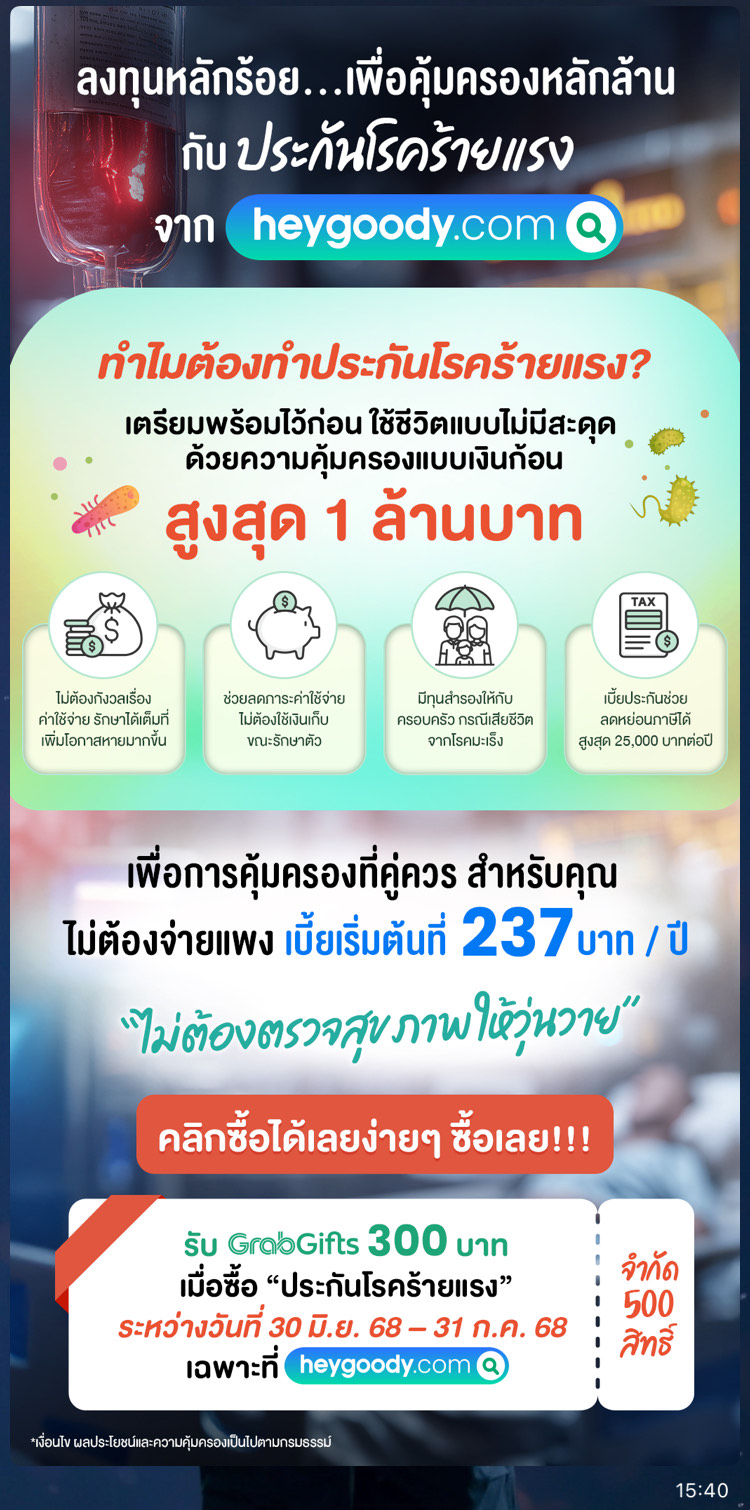 ลงทุนหลักร้อย...เพื่อคุ้มครองหลักล้าน
กับ ประกันโรคร้ายแรง
จาก heygoody.com
ทำไมต้องทำประกันโรคร้ายแรง?
เตรียมพร้อมไว้ก่อน ใช้ชีวิตแบบไม่มีสะดุด
ด้วยความคุ้มครองแบบเงินก้อน
สูงสุด 1 ล้านบาท
ไม่ต้องกังวลเรื่อง
ค่าใช้จ่าย รักษาได้เต็มที่
เพิ่มโอกาสหายมากขึ้น
ช่วยลดภาระค่าใช้จ่าย
ไม่ต้องใช้เงินเก็บ
ขณะรักษาตัว
มีทุนสำรองให้กับ
ครอบครัว กรณีเสียชีวิต
จากโรคมะเร็ง
TAX
เบี้ยประกันช่วย
ลดหย่อนภาษีได้
สูงสุด 25,000 บาทต่อปี
เพื่อการคุ้มครองที่คู่ควร สำหรับคุณ
ไม่ต้องจ่ายแพง เบี้ยเริ่มต้นที่ 237 บาท / ปี
“ไม่ต้องตรวจสุขภาพให้วุ่นวาย”
คลิกซื้อได้เลยง่ายๆ ซื้อเลย!!!
รับ GrabGifts 300 บาท
เมื่อซื้อ “ประกันโรคร้ายแรง”
ระหว่างวันที่ 30 มิ.ย. 68 – 31 ก.ค. 68
เฉพาะที่ heygoody.com
จำกัด
500
สิทธิ์
*เงื่อนไข ผลประโยชน์และความคุ้มครองเป็นไปตามกรมธรรม์
15:40